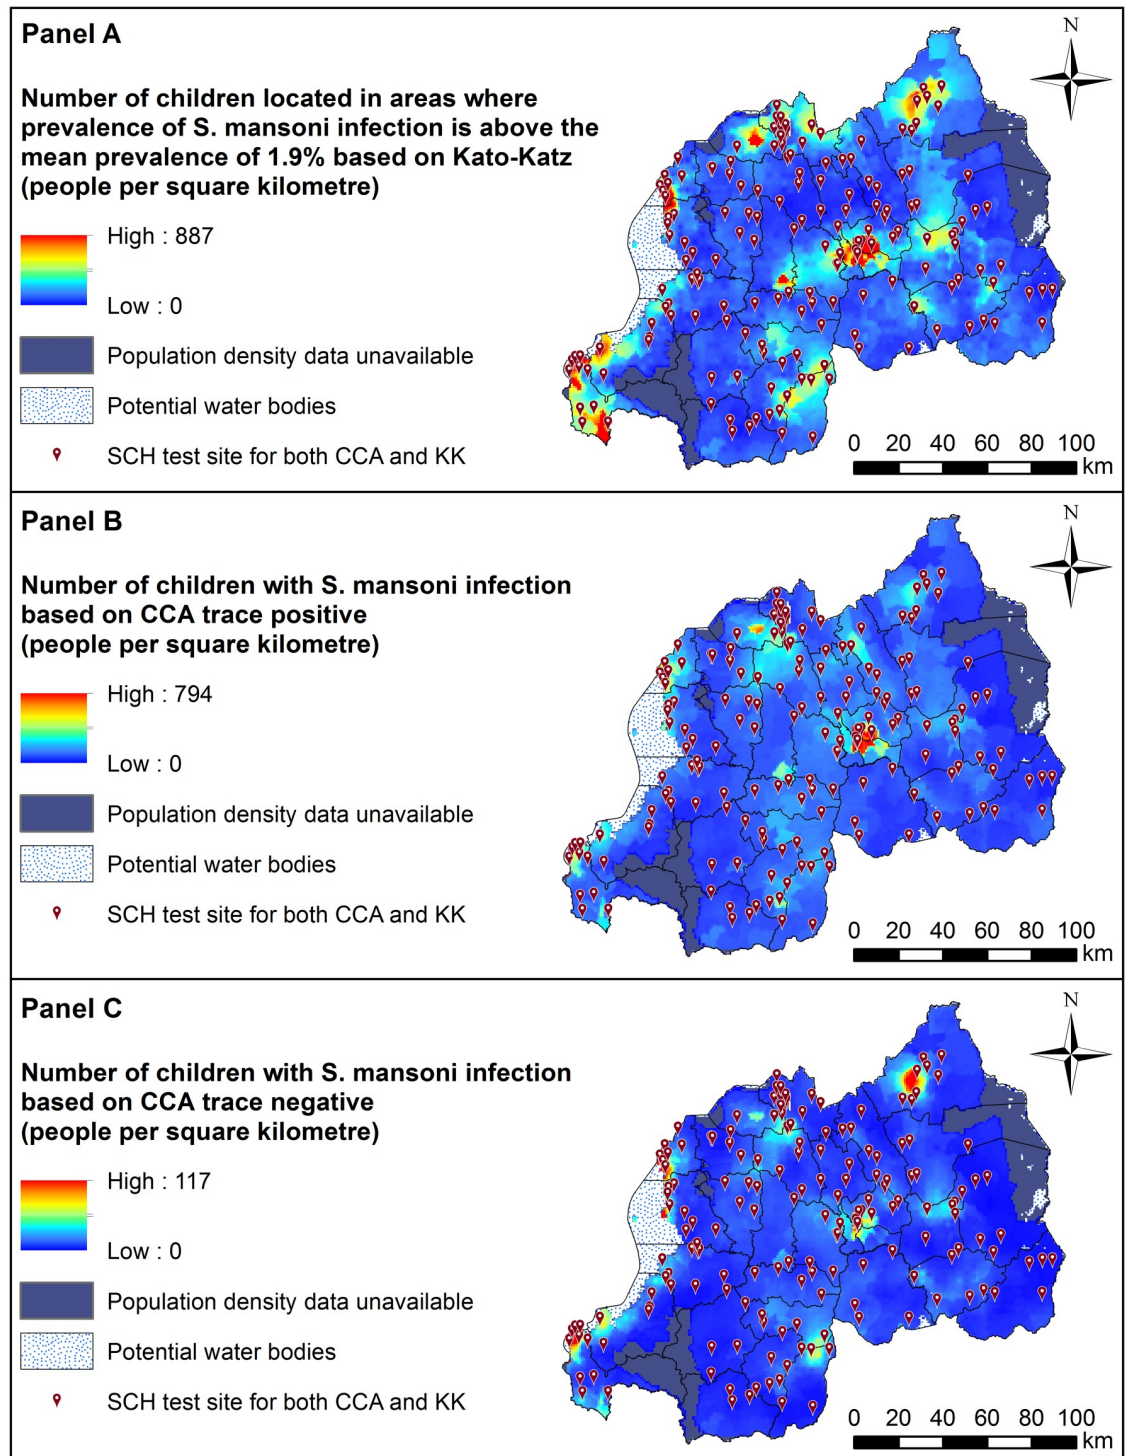 Panel A
N
Number of children located in areas where
prevalence of S. mansoni infection is above the
mean prevalence of 1.9% based on Kato-Katz
(people per square kilometre)
High : 887
Low : 0
Population density data unavailable
Potential water bodies
SCH test site for both CCA and KK
0 20 40 60 80 100
km
Panel B
N
Number of children with S. mansoni infection
based on CCA trace positive
(people per square kilometre)
High : 794
Low : 0
Population density data unavailable
Potential water bodies
SCH test site for both CCA and KK
0 20 40 60 80 100
km
Panel C
N
Number of children with S. mansoni infection
based on CCA trace negative
(people per square kilometre)
High : 117
Low : 0
Population density data unavailable
Potential water bodies
SCH test site for both CCA and KK
0 20 40 60 80 100
km